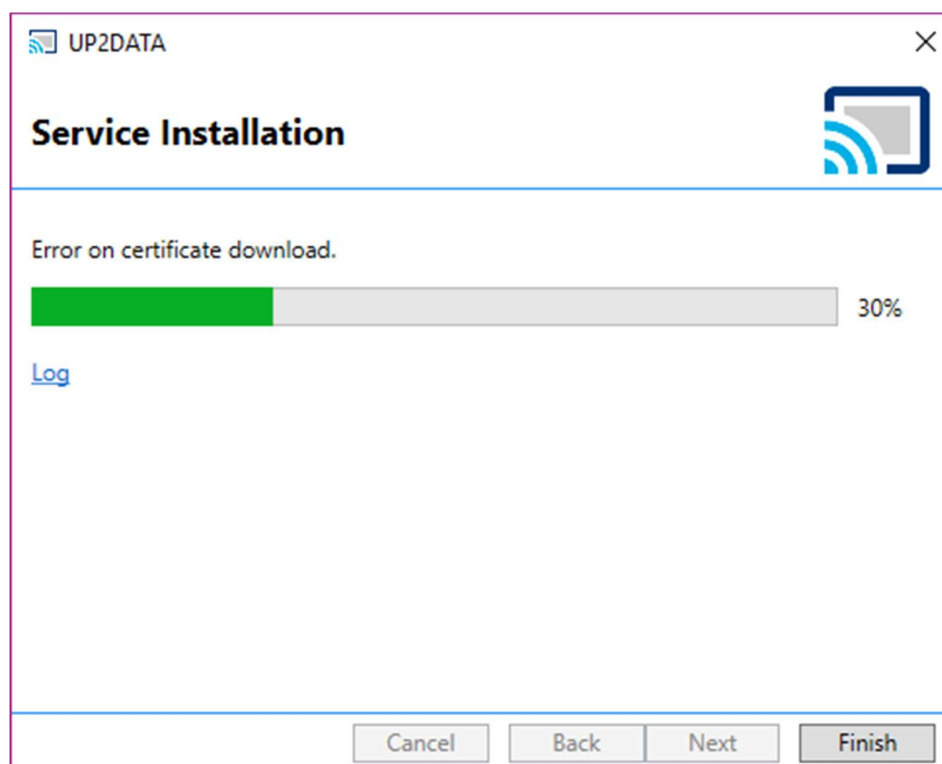 UP2DATA
Service Installation
Error on certificate download.
30%
Log
Cancel Back Next Finish